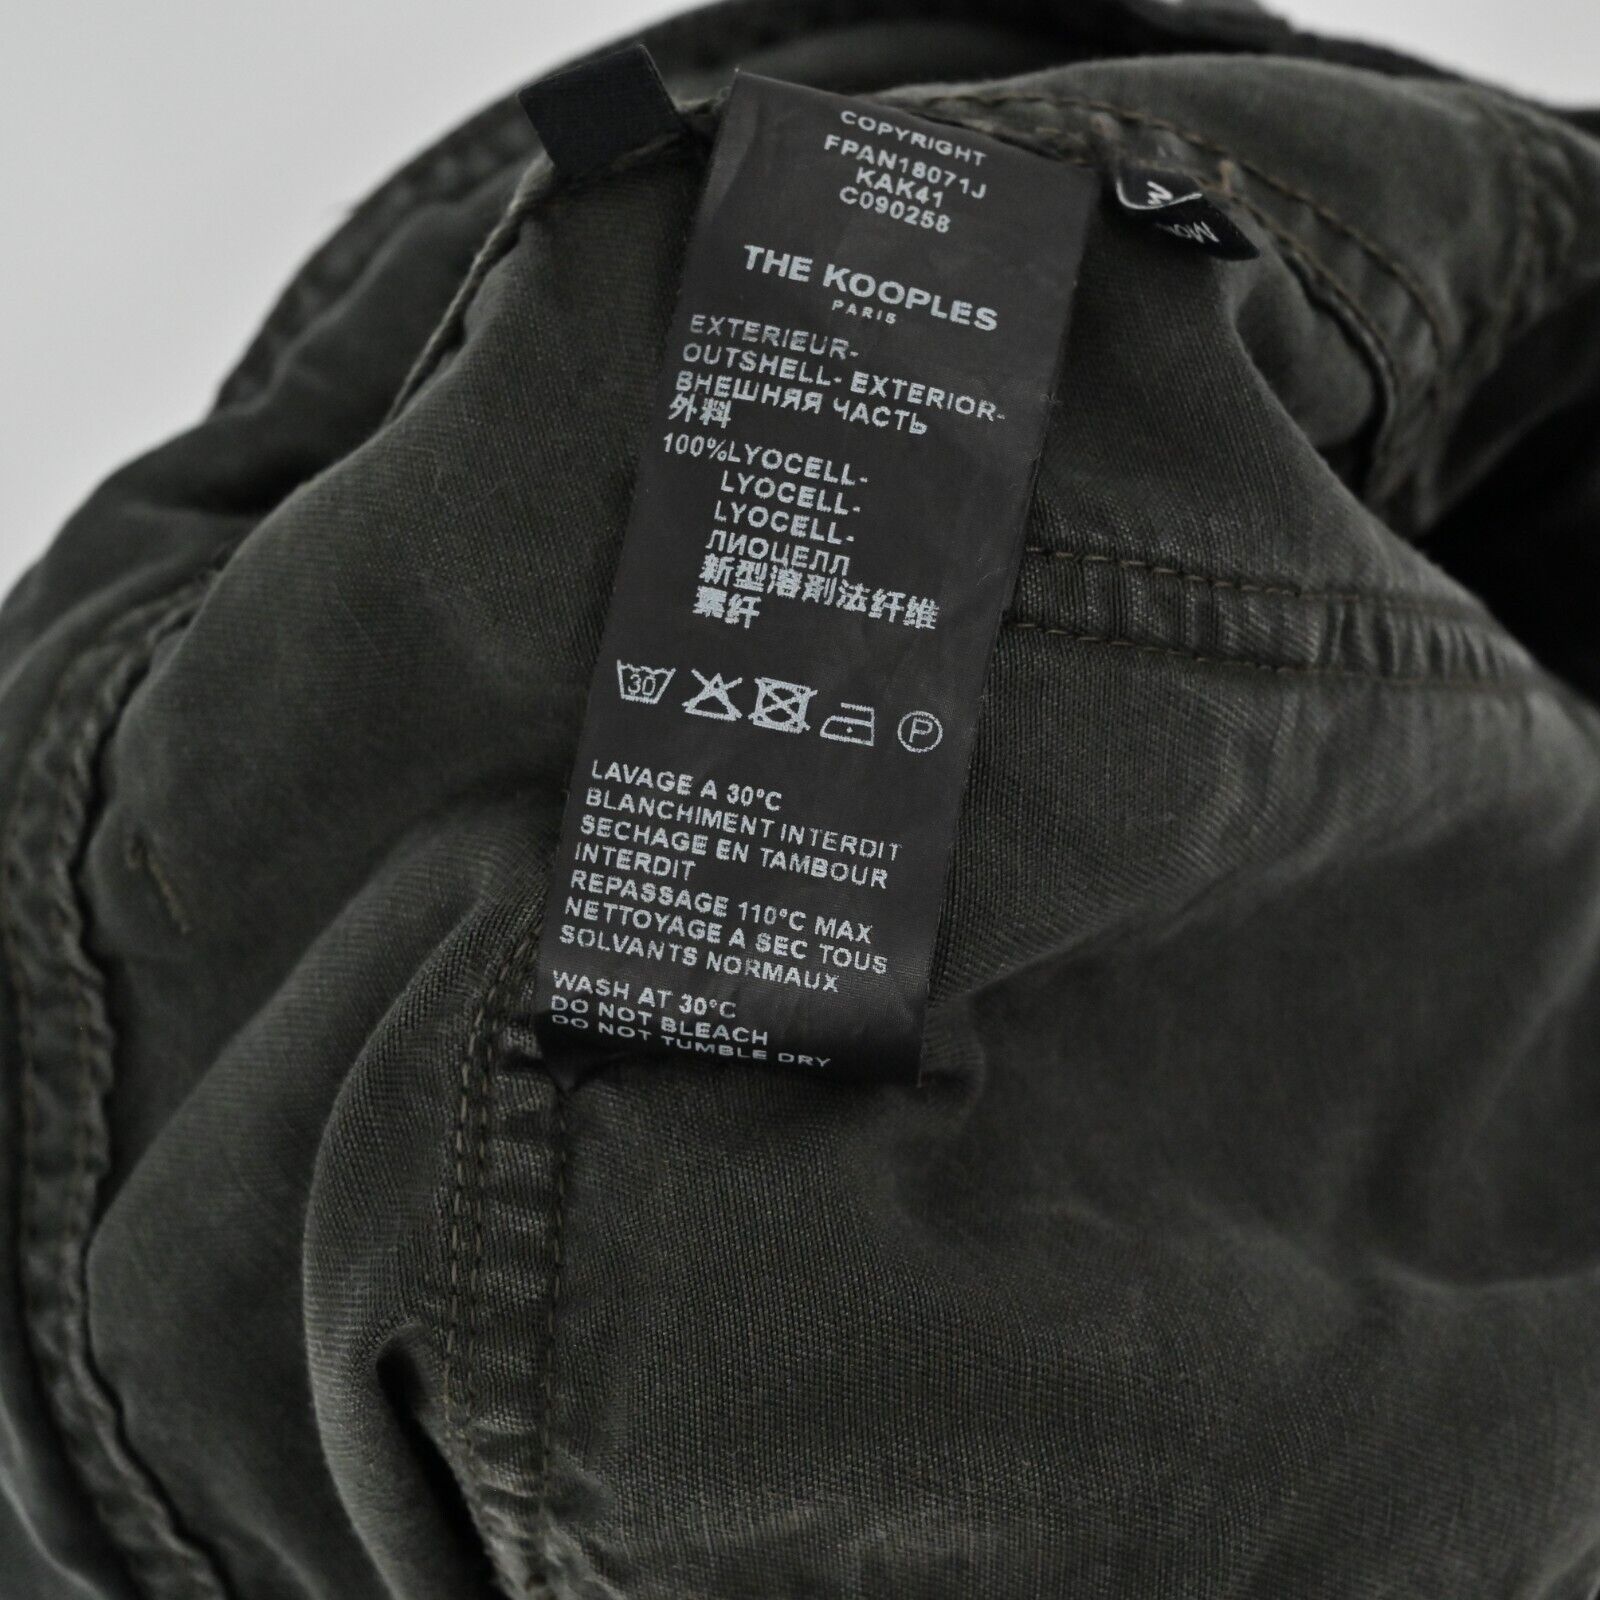 COPYRIGHT
FPAN18071J
KAK41
C090258
THE KOOPLES
PARIS
EXTERIEUR-
OUTSHELL- EXTERIOR-
ВНЕШНЯЯ ЧАСТЬ
外料
100%LYOCELL-
LYOCELL-
LYOCELL-
ЛИОЦЕЛЛ
新型溶剤法纤维
素纤
30
P
LAVAGE A 30°C
BLANCHIMENT INTERDIT
SECHAGE EN TAMBOUR
INTERDIT
REPASSAGE 110°C MAX
NETTOYAGE A SEC TOUS
SOLVANTS NORMAUX
WASH AT 30°C
DO NOT BLEACH
DO NOT TUMBLE DRY